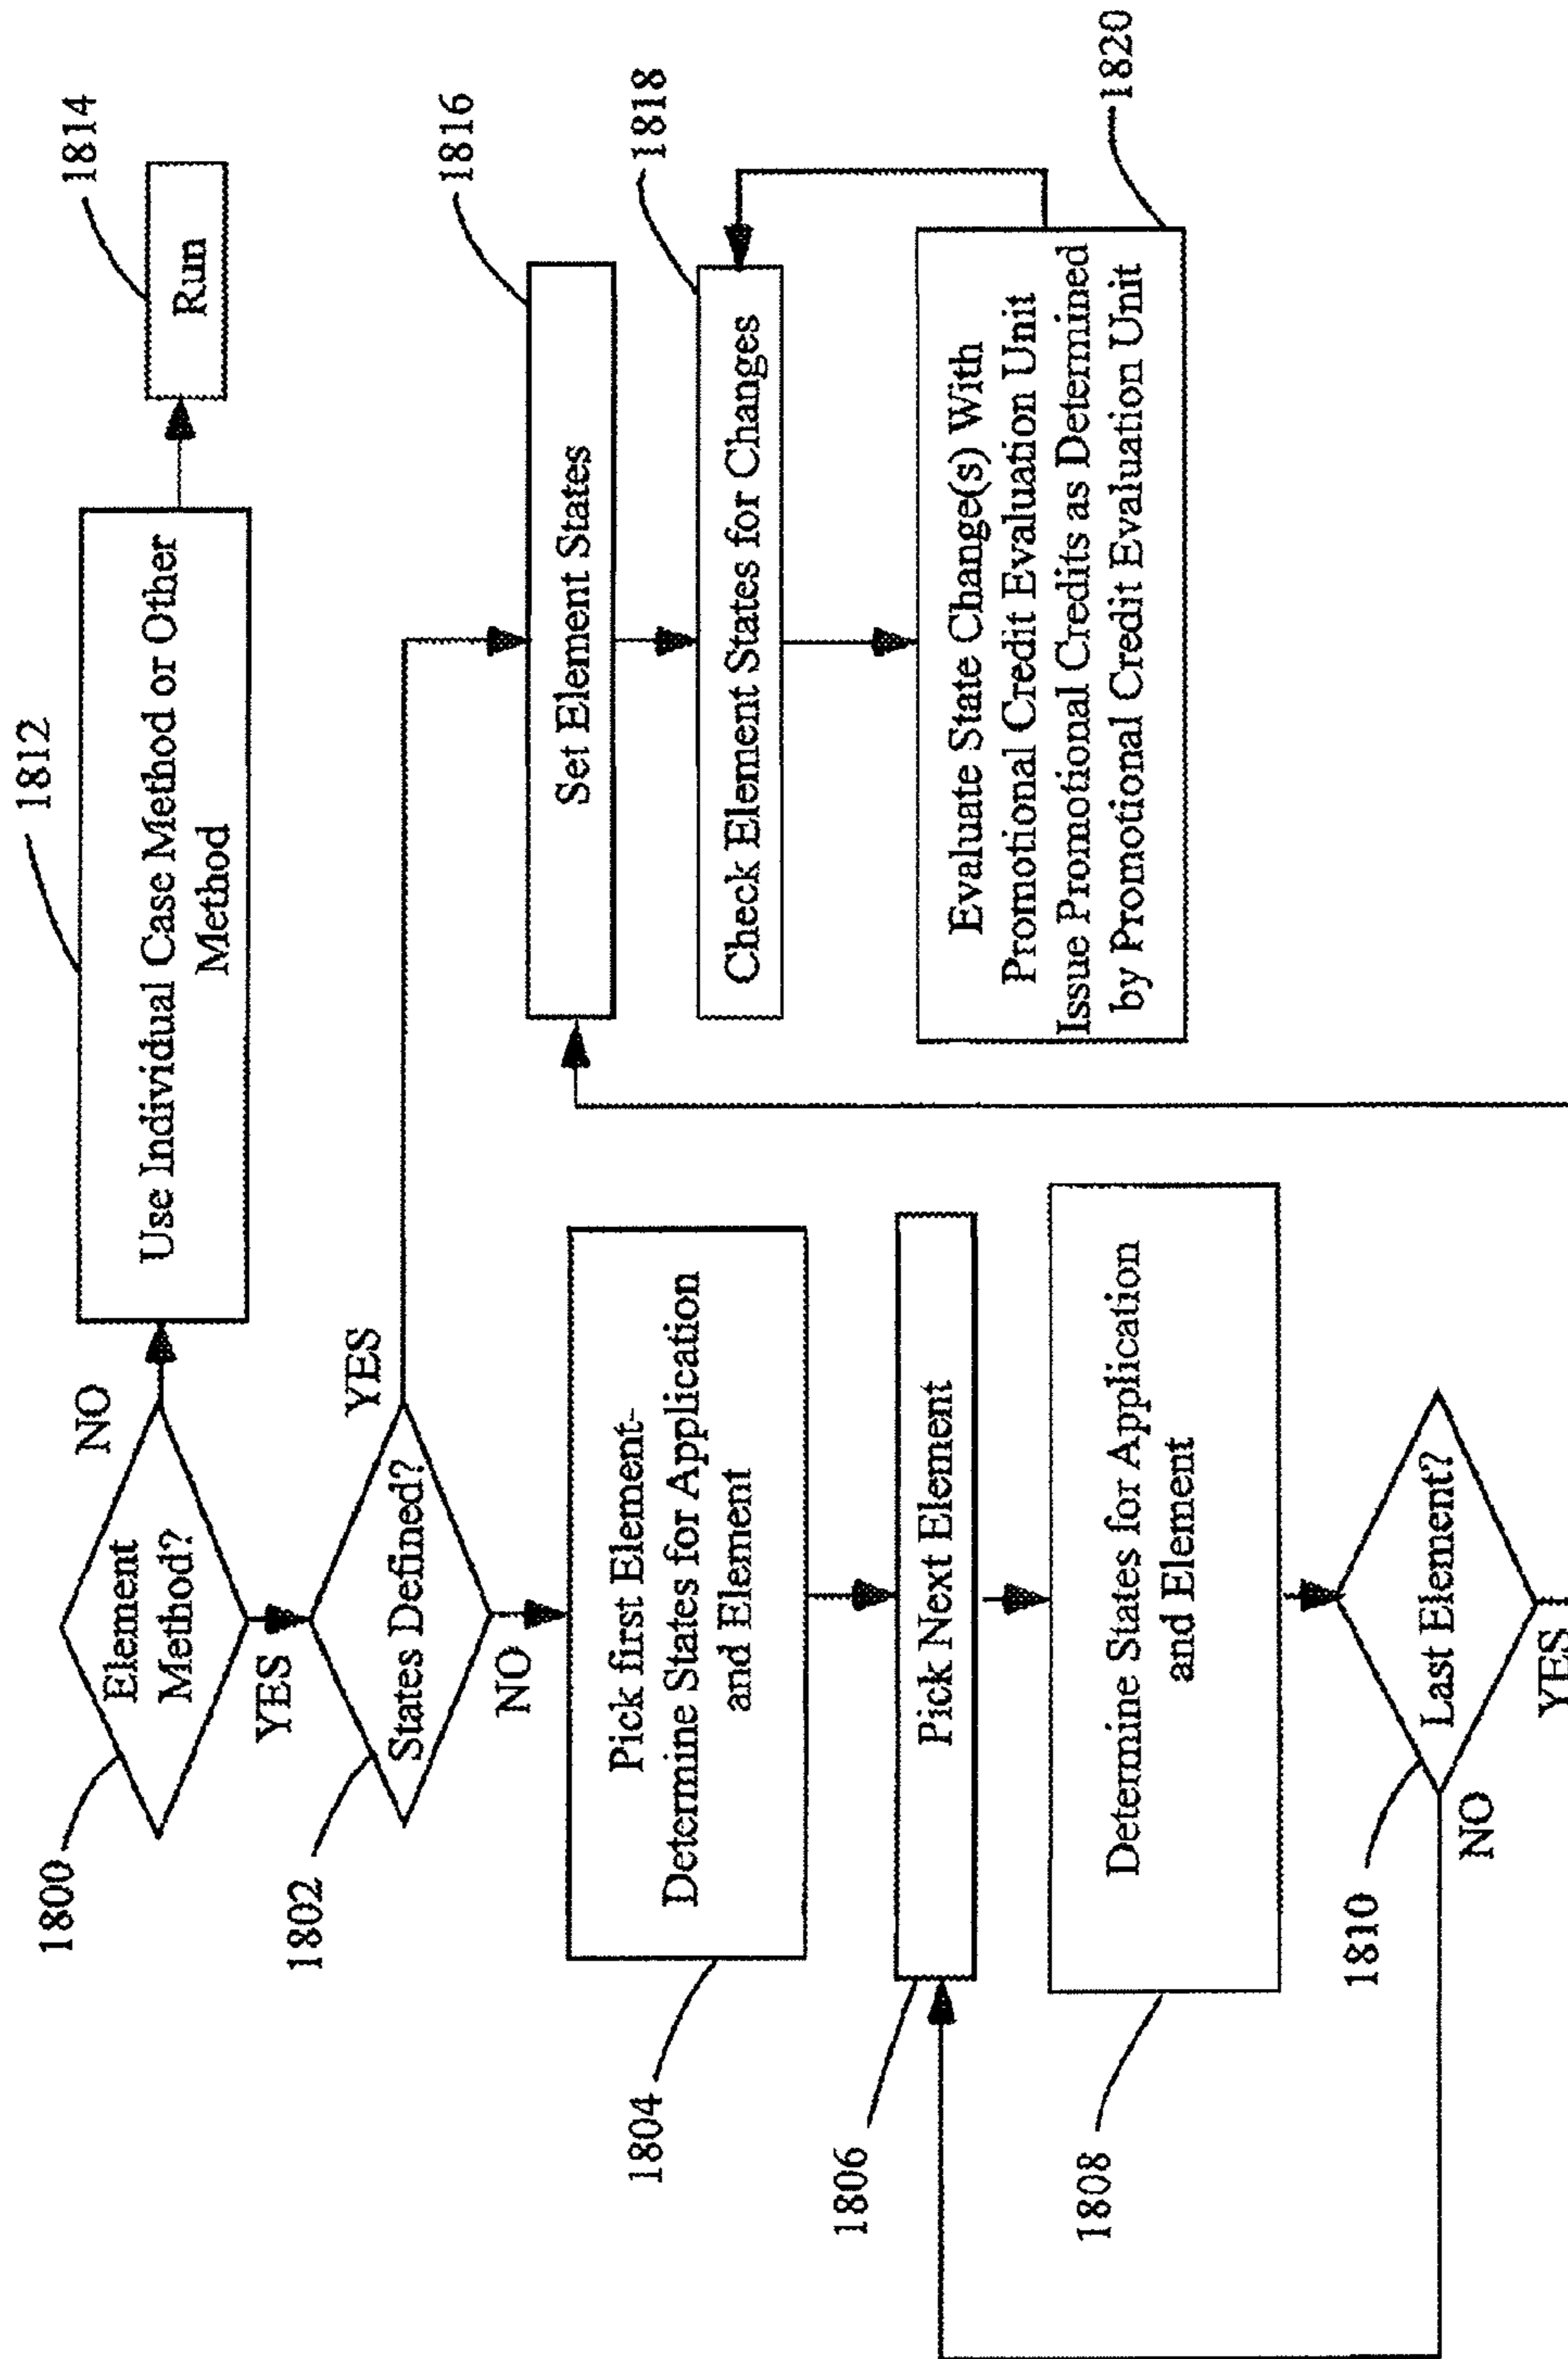 1800
Element
Method?
NO
YES
1812
Use Individual Case Method or Other
Method
1814
Run
1802
States Defined?
YES
NO
1804
Pick first Element-
Determine States for Application
and Element
1806
Pick Next Element
1808
Determine States for Application
and Element
1810
Last Element?
NO
YES
1816
Set Element States
1818
Check Element States for Changes
1820
Evaluate State Change(s) With
Promotional Credit Evaluation Unit
Issue Promotional Credits as Determined
by Promotional Credit Evaluation Unit